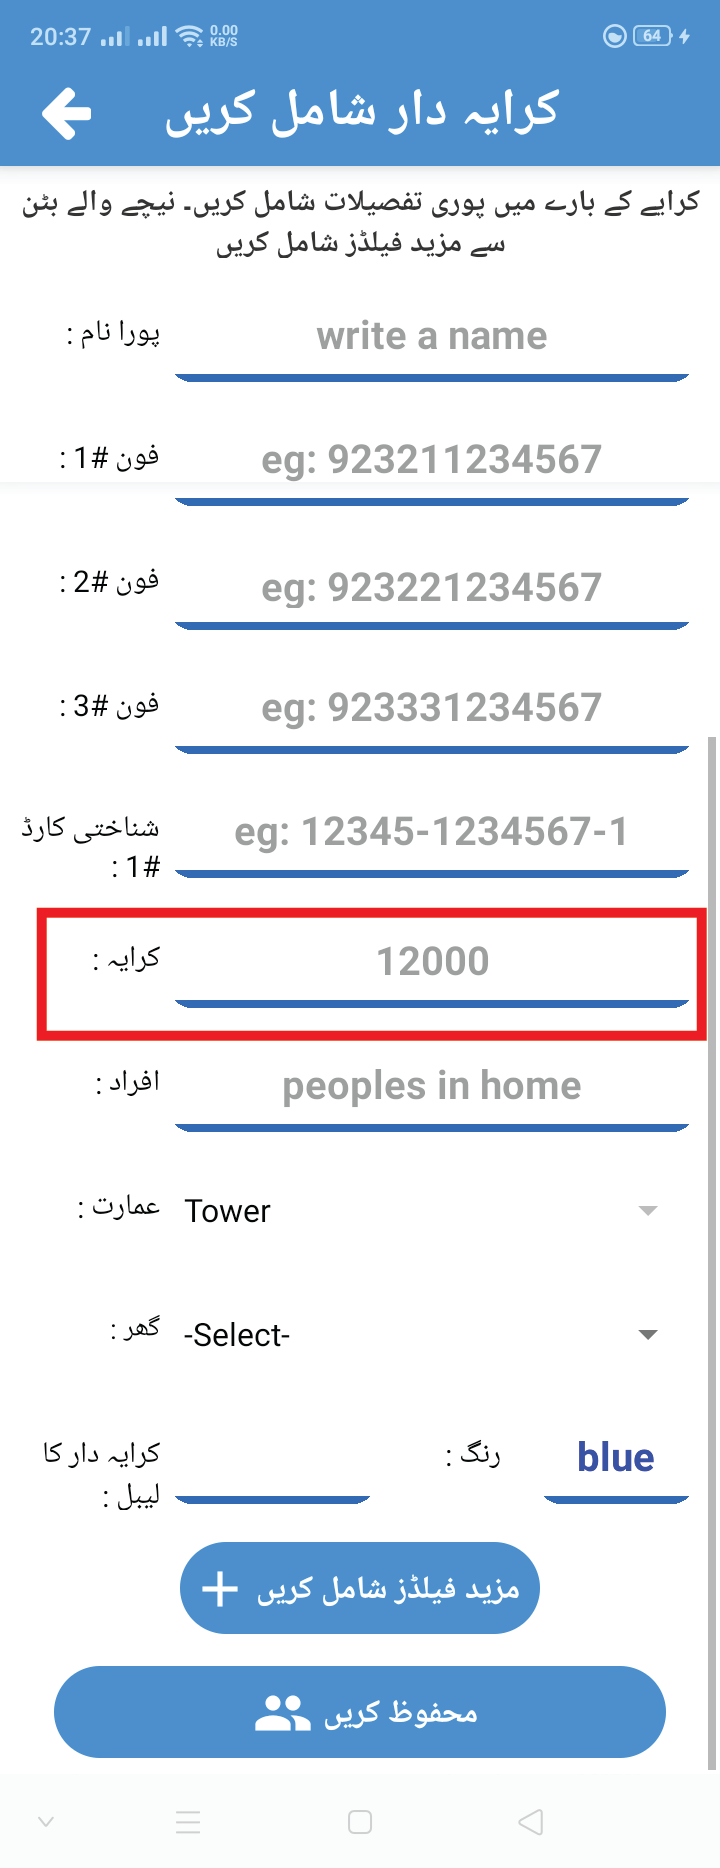 20:37
0.00
KB/S
64
کرایہ دار شامل کریں
کرایے کے بارے میں پوری تفصیلات شامل کریں۔ نیچے والے بٹن
سے مزید فیلڈز شامل کریں
پورا نام :
write a name
فون #1 :
eg: 923211234567
فون #2 :
eg: 923221234567
فون #3 :
eg: 923331234567
شناختی کارڈ
#1 :
eg: 12345-1234567-1
کرایہ :
12000
افراد :
peoples in home
عمارت :
Tower
گھر :
-Select-
کرایہ دار کا
لیبل :
رنگ :
blue
مزید فیلڈز شامل کریں
محفوظ کریں